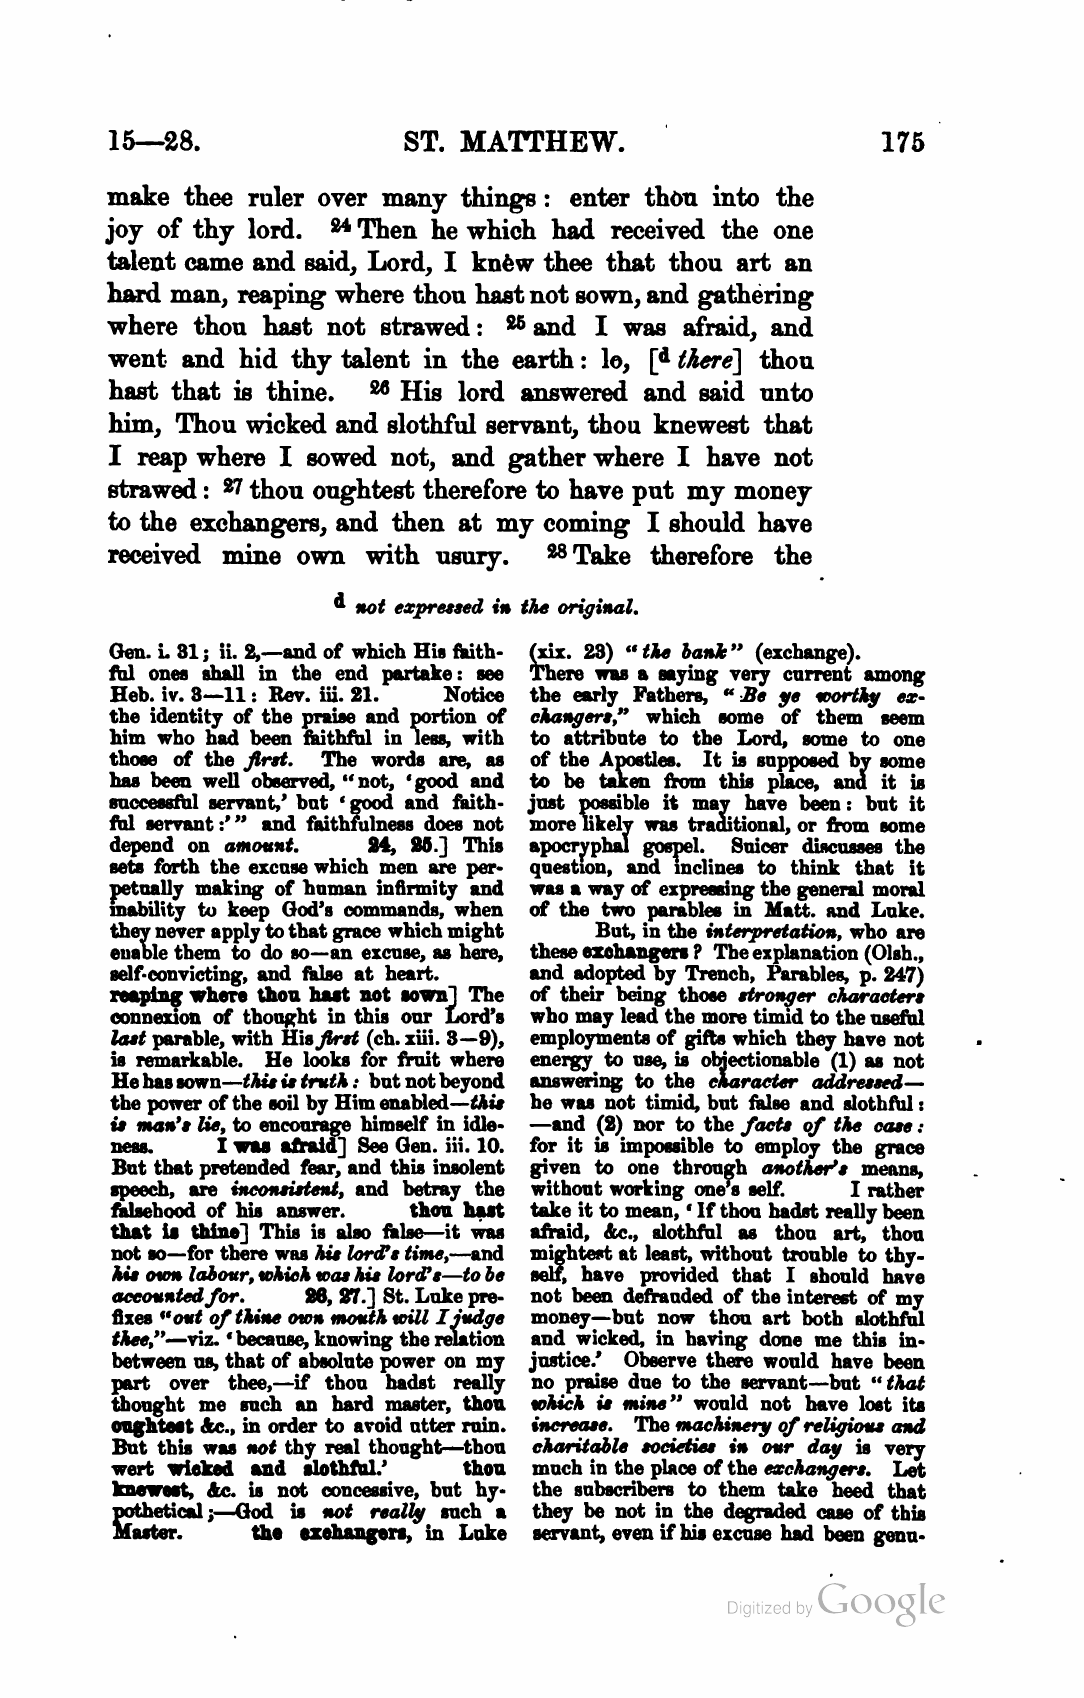 15—28. ST. MATTHEW. 175
make thee ruler over many things : enter thou into the
joy of thy lord. 24 Then he which had received the one
talent came and said, Lord, I knew thee that thou art an
hard man, reaping where thou hast not sown, and gathering
where thou hast not strawed : 25 and I was afraid, and
went and hid thy talent in the earth : lo, [d there] thou
hast that is thine. 26 His lord answered and said unto
him, Thou wicked and slothful servant, thou knewest that
I reap where I sowed not, and gather where I have not
strawed : 27 thou oughtest therefore to have put my money
to the exchangers, and then at my coming I should have
received mine own with usury. 28 Take therefore the
d not expressed in the original.
Gen. i. 31; ii. 2,—and of which His faith-
ful ones shall in the end partake: see
Heb. iv. 3—11: Rev. iii. 21. Notice
the identity of the praise and portion of
him who had been faithful in less, with
those of the first. The words are, as
has been well observed, "not, 'good and
successful servant,' but 'good and faith-
ful servant :'" and faithfulness does not
depend on amount. 24, 25.] This
sets forth the excuse which men are per-
petually making of human infirmity and
inability to keep God's commands, when
they never apply to that grace which might
enable them to do so—an excuse, as here,
self-convicting, and false at heart.
reaping where thou hast not sown] The
connexion of thought in this our Lord's
last parable, with His first (ch. xiii. 3—9),
is remarkable. He looks for fruit where
He has sown—this is truth : but not beyond
the power of the soil by Him enabled—this
is man's lie, to encourage himself in idle-
ness. I was afraid] See Gen. iii. 10.
But that pretended fear, and this insolent
speech, are inconsistent, and betray the
falsehood of his answer. thou hast
that is thine] This is also false—it was
not so—for there was his lord's time,—and
his own labour, which was his lord's—to be
accounted for. 26, 27.] St. Luke pre-
fixes "out of thine own mouth will I judge
thee,"—viz. 'because, knowing the relation
between us, that of absolute power on my
part over thee,—if thou hadst really
thought me such an hard master, thou
oughtest &c., in order to avoid utter ruin.
But this was not thy real thought—thou
wert wicked and slothful.' thou
knewest, &c. is not concessive, but hy-
pothetical ;—God is not really such a
Master. the exchangers, in Luke
(xix. 23) "the bank" (exchange).
There was a saying very current among
the early Fathers, "Be ye worthy ex-
changers," which some of them seem
to attribute to the Lord, some to one
of the Apostles. It is supposed by some
to be taken from this place, and it is
just possible it may have been: but it
more likely was traditional, or from some
apocryphal gospel. Suicer discusses the
question, and inclines to think that it
was a way of expressing the general moral
of the two parables in Matt. and Luke.
But, in the interpretation, who are
these exchangers ? The explanation (Olsh.,
and adopted by Trench, Parables, p. 247)
of their being those stronger characters
who may lead the more timid to the useful
employments of gifts which they have not
energy to use, is objectionable (1) as not
answering to the character addressed—
he was not timid, but false and slothful :
—and (2) nor to the facts of the case :
for it is impossible to employ the grace
given to one through another's means,
without working one's self. I rather
take it to mean, 'If thou hadst really been
afraid, &c., slothful as thou art, thou
mightest at least, without trouble to thy-
self, have provided that I should have
not been defrauded of the interest of my
money—but now thou art both slothful
and wicked, in having done me this in-
justice.' Observe there would have been
no praise due to the servant—but "that
which is mine" would not have lost its
increase. The machinery of religious and
charitable societies in our day is very
much in the place of the exchangers. Let
the subscribers to them take heed that
they be not in the degraded case of this
servant, even if his excuse had been genu-
Digitized by Google